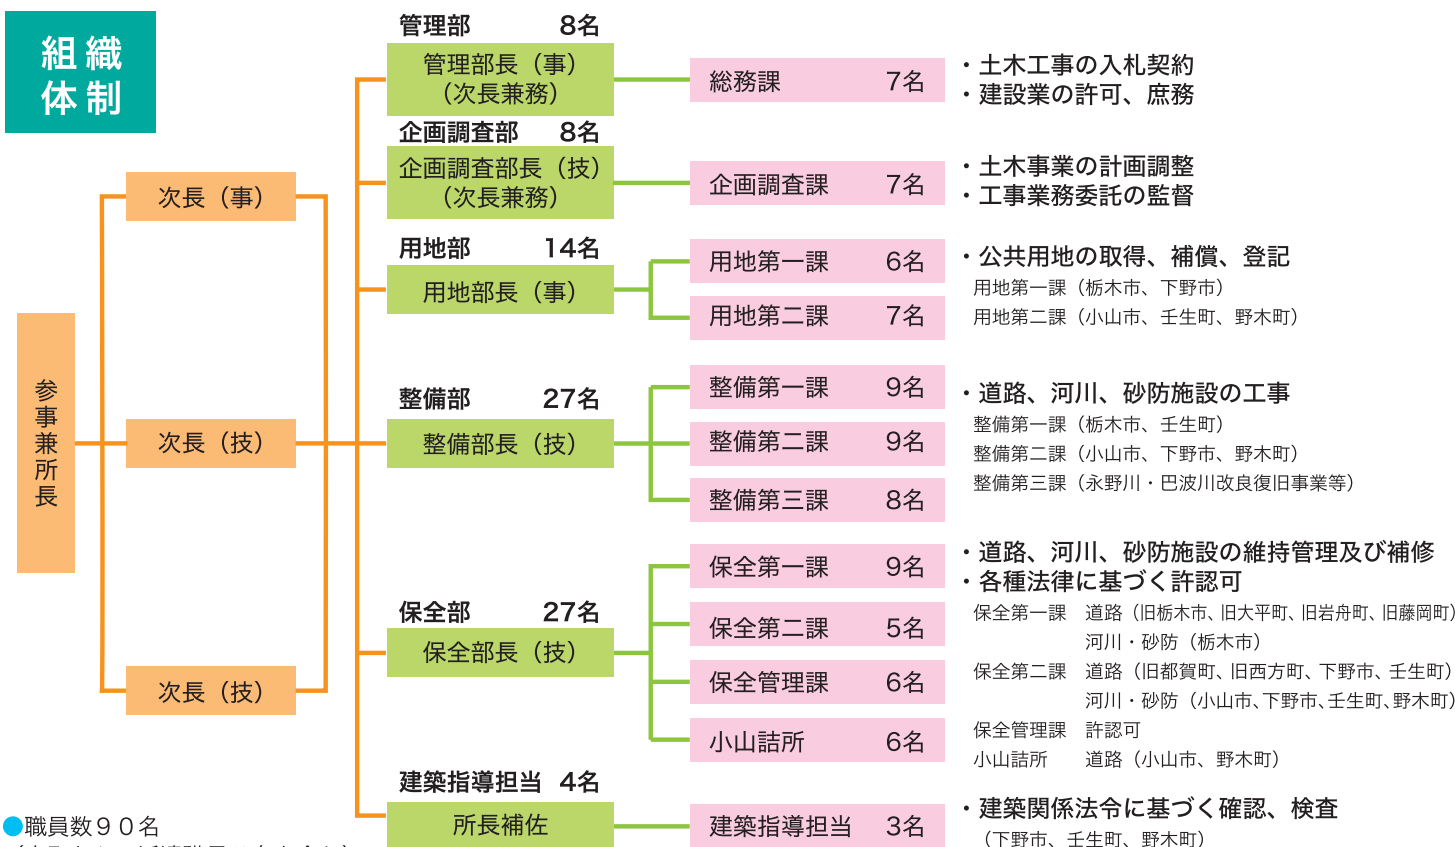 組織
体制
参事兼所長
次長（事）
次長（技）
次長（技）
管理部　8名
管理部長（事）
（次長兼務）
総務課　7名
・土木工事の入札契約
・建設業の許可、庶務
企画調査部　8名
企画調査部長（技）
（次長兼務）
企画調査課　7名
・土木事業の計画調整
・工事業務委託の監督
用地部　14名
用地部長（事）
用地第一課　6名
用地第二課　7名
・公共用地の取得、補償、登記
用地第一課（栃木市、下野市）
用地第二課（小山市、壬生町、野木町）
整備部　27名
整備部長（技）
整備第一課　9名
整備第二課　9名
整備第三課　8名
・道路、河川、砂防施設の工事
整備第一課（栃木市、壬生町）
整備第二課（小山市、下野市、野木町）
整備第三課（永野川・巴波川改良復旧事業等）
保全部　27名
保全部長（技）
保全第一課　9名
保全第二課　5名
保全管理課　6名
小山詰所　6名
・道路、河川、砂防施設の維持管理及び補修
・各種法律に基づく許認可
保全第一課　道路（旧栃木市、旧大平町、旧岩舟町、旧藤岡町）
河川・砂防（栃木市）
保全第二課　道路（旧都賀町、旧西方町、下野市、壬生町）
河川・砂防（小山市、下野市、壬生町、野木町）
保全管理課　許認可
小山詰所　道路（小山市、野木町）
建築指導担当　4名
所長補佐
建築指導担当　3名
・建築関係法令に基づく確認、検査
（下野市、壬生町、野木町）
●職員数９０名